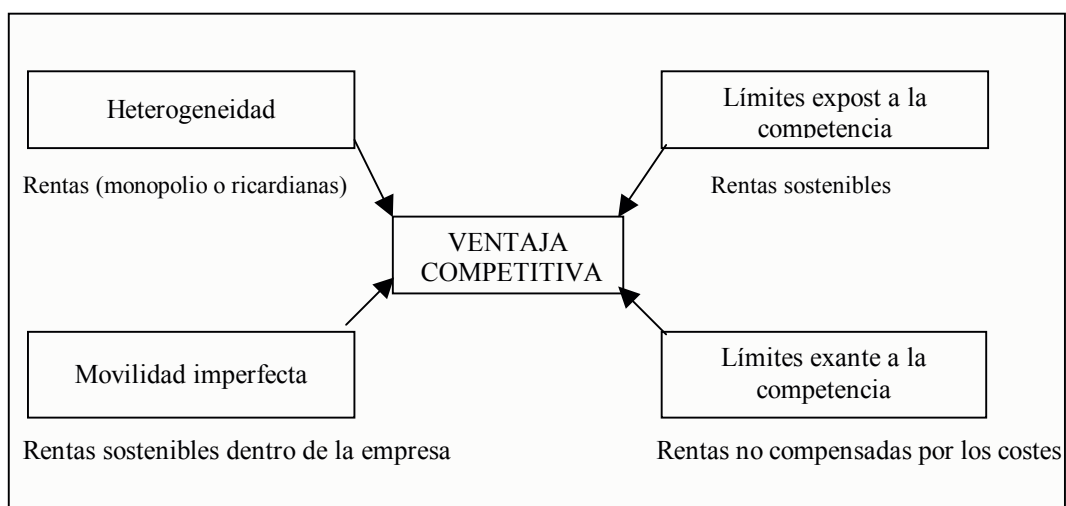 Heterogeneidad
Rentas (monopolio o ricardianas)
Límites expost a la
competencia
Rentas sostenibles
VENTAJA
COMPETITIVA
Movilidad imperfecta
Rentas sostenibles dentro de la empresa
Límites exante a la
competencia
Rentas no compensadas por los costes